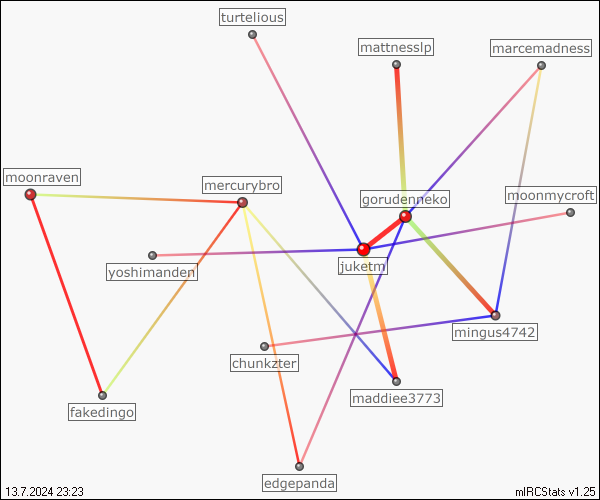 turtelious
mattnesslp
marcemadness
moonraven
mercurybro
gorudenneko
moonmycroft
yoshimanden
juketm
mingus4742
chunkzter
maddiee3773
fakedingo
edgepanda
13.7.2024 23:23
mIRCStats v1.25